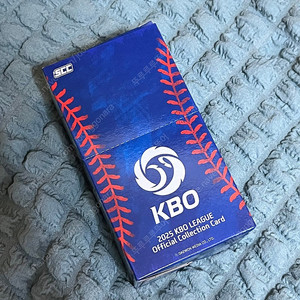 SCC
KBO
2025 KBO LEAGUE
Official Collection Card